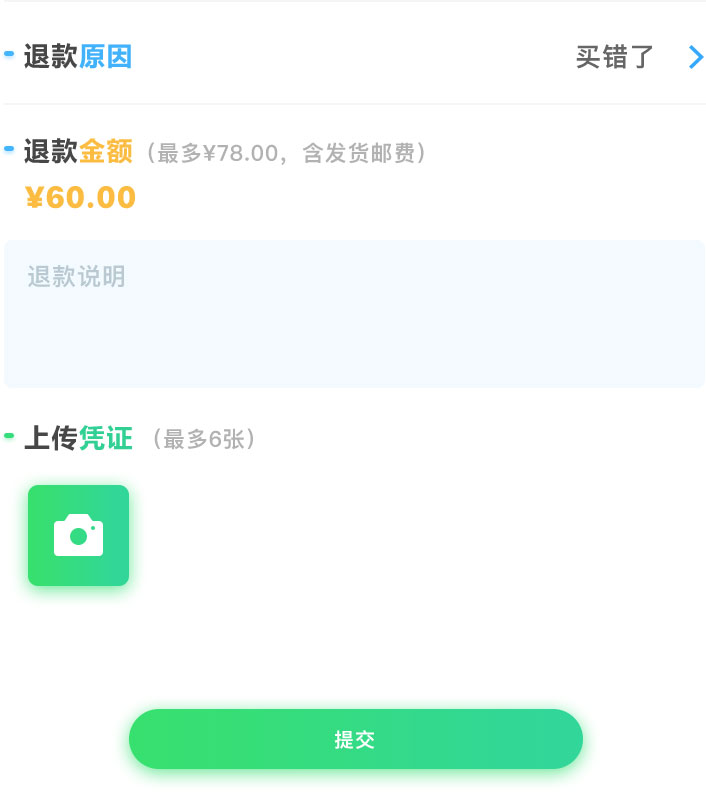 退款原因 买错了
退款金额（最多¥78.00，含发货邮费）
¥60.00
退款说明
上传凭证（最多6张）
提交